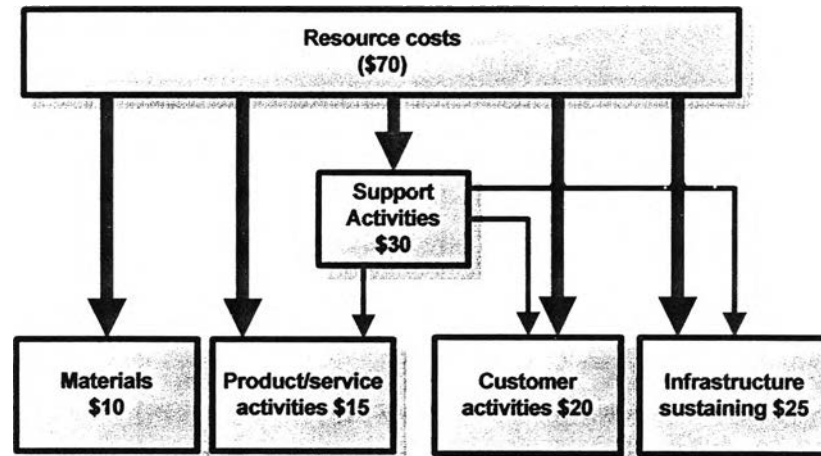 Resource costs
($70)
Support
Activities
$30
Materials
$10
Product/service
activities $15
Customer
activities $20
Infrastructure
sustaining $25